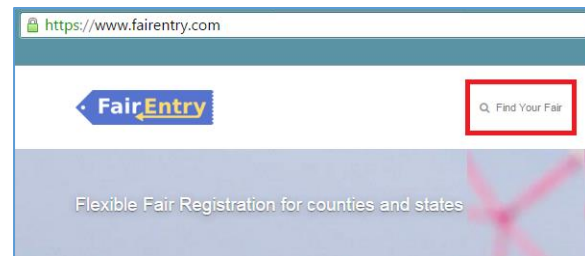 https://www.fairentry.com
FairEntry
Find Your Fair
Flexible Fair Registration for counties and states